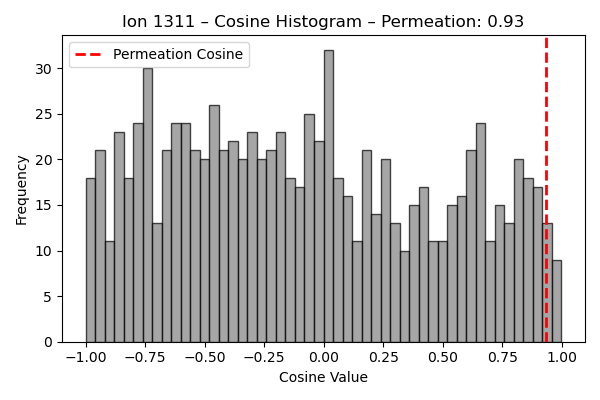 Ion 1311 – Cosine Histogram – Permeation: 0.93
Permeation Cosine
Frequency
30
25
20
15
10
5
0
−1.00 −0.75 −0.50 −0.25 0.00 0.25 0.50 0.75 1.00
Cosine Value